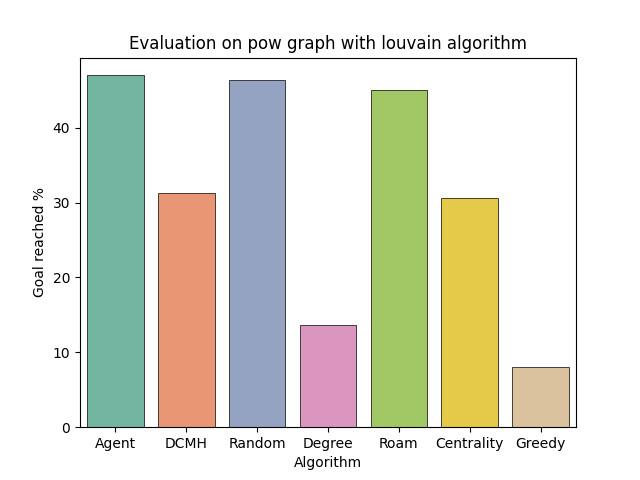 Evaluation on pow graph with louvain algorithm
Goal reached %
40
30
20
10
0
Agent DCMH Random Degree Roam Centrality Greedy
Algorithm